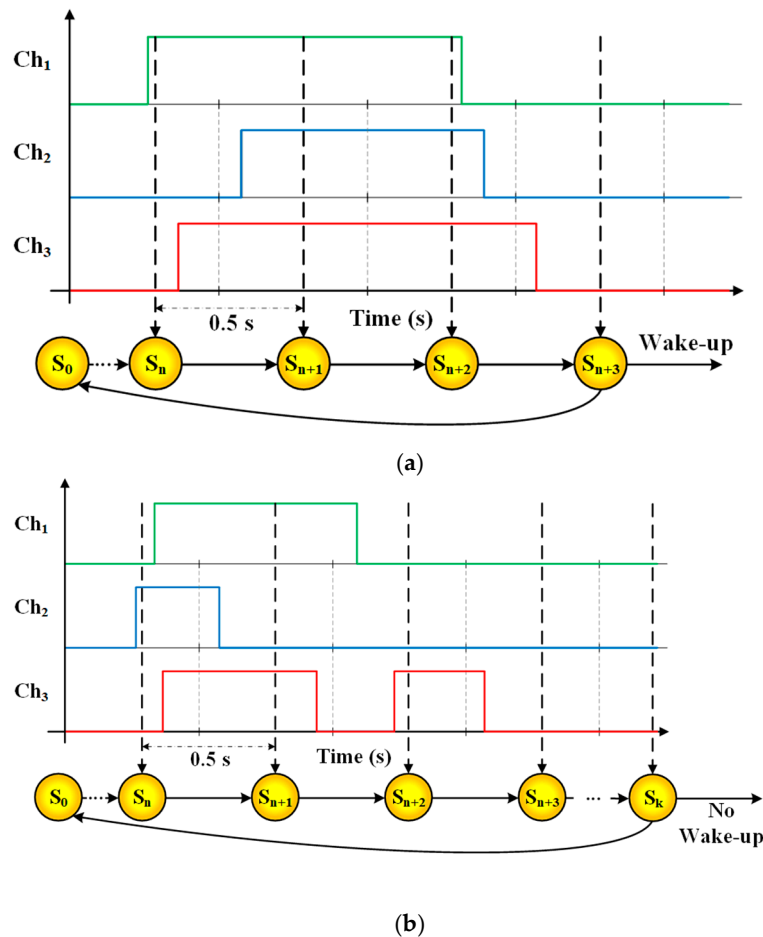 Ch₁
Ch₂
Ch₃
0.5 s
Time (s)
S₀
Sₙ
Sₙ₊₁
Sₙ₊₂
Sₙ₊₃
Wake-up
(a)
Ch₁
Ch₂
Ch₃
0.5 s
Time (s)
S₀
Sₙ
Sₙ₊₁
Sₙ₊₂
Sₙ₊₃
...
Sₖ
No
Wake-up
(b)